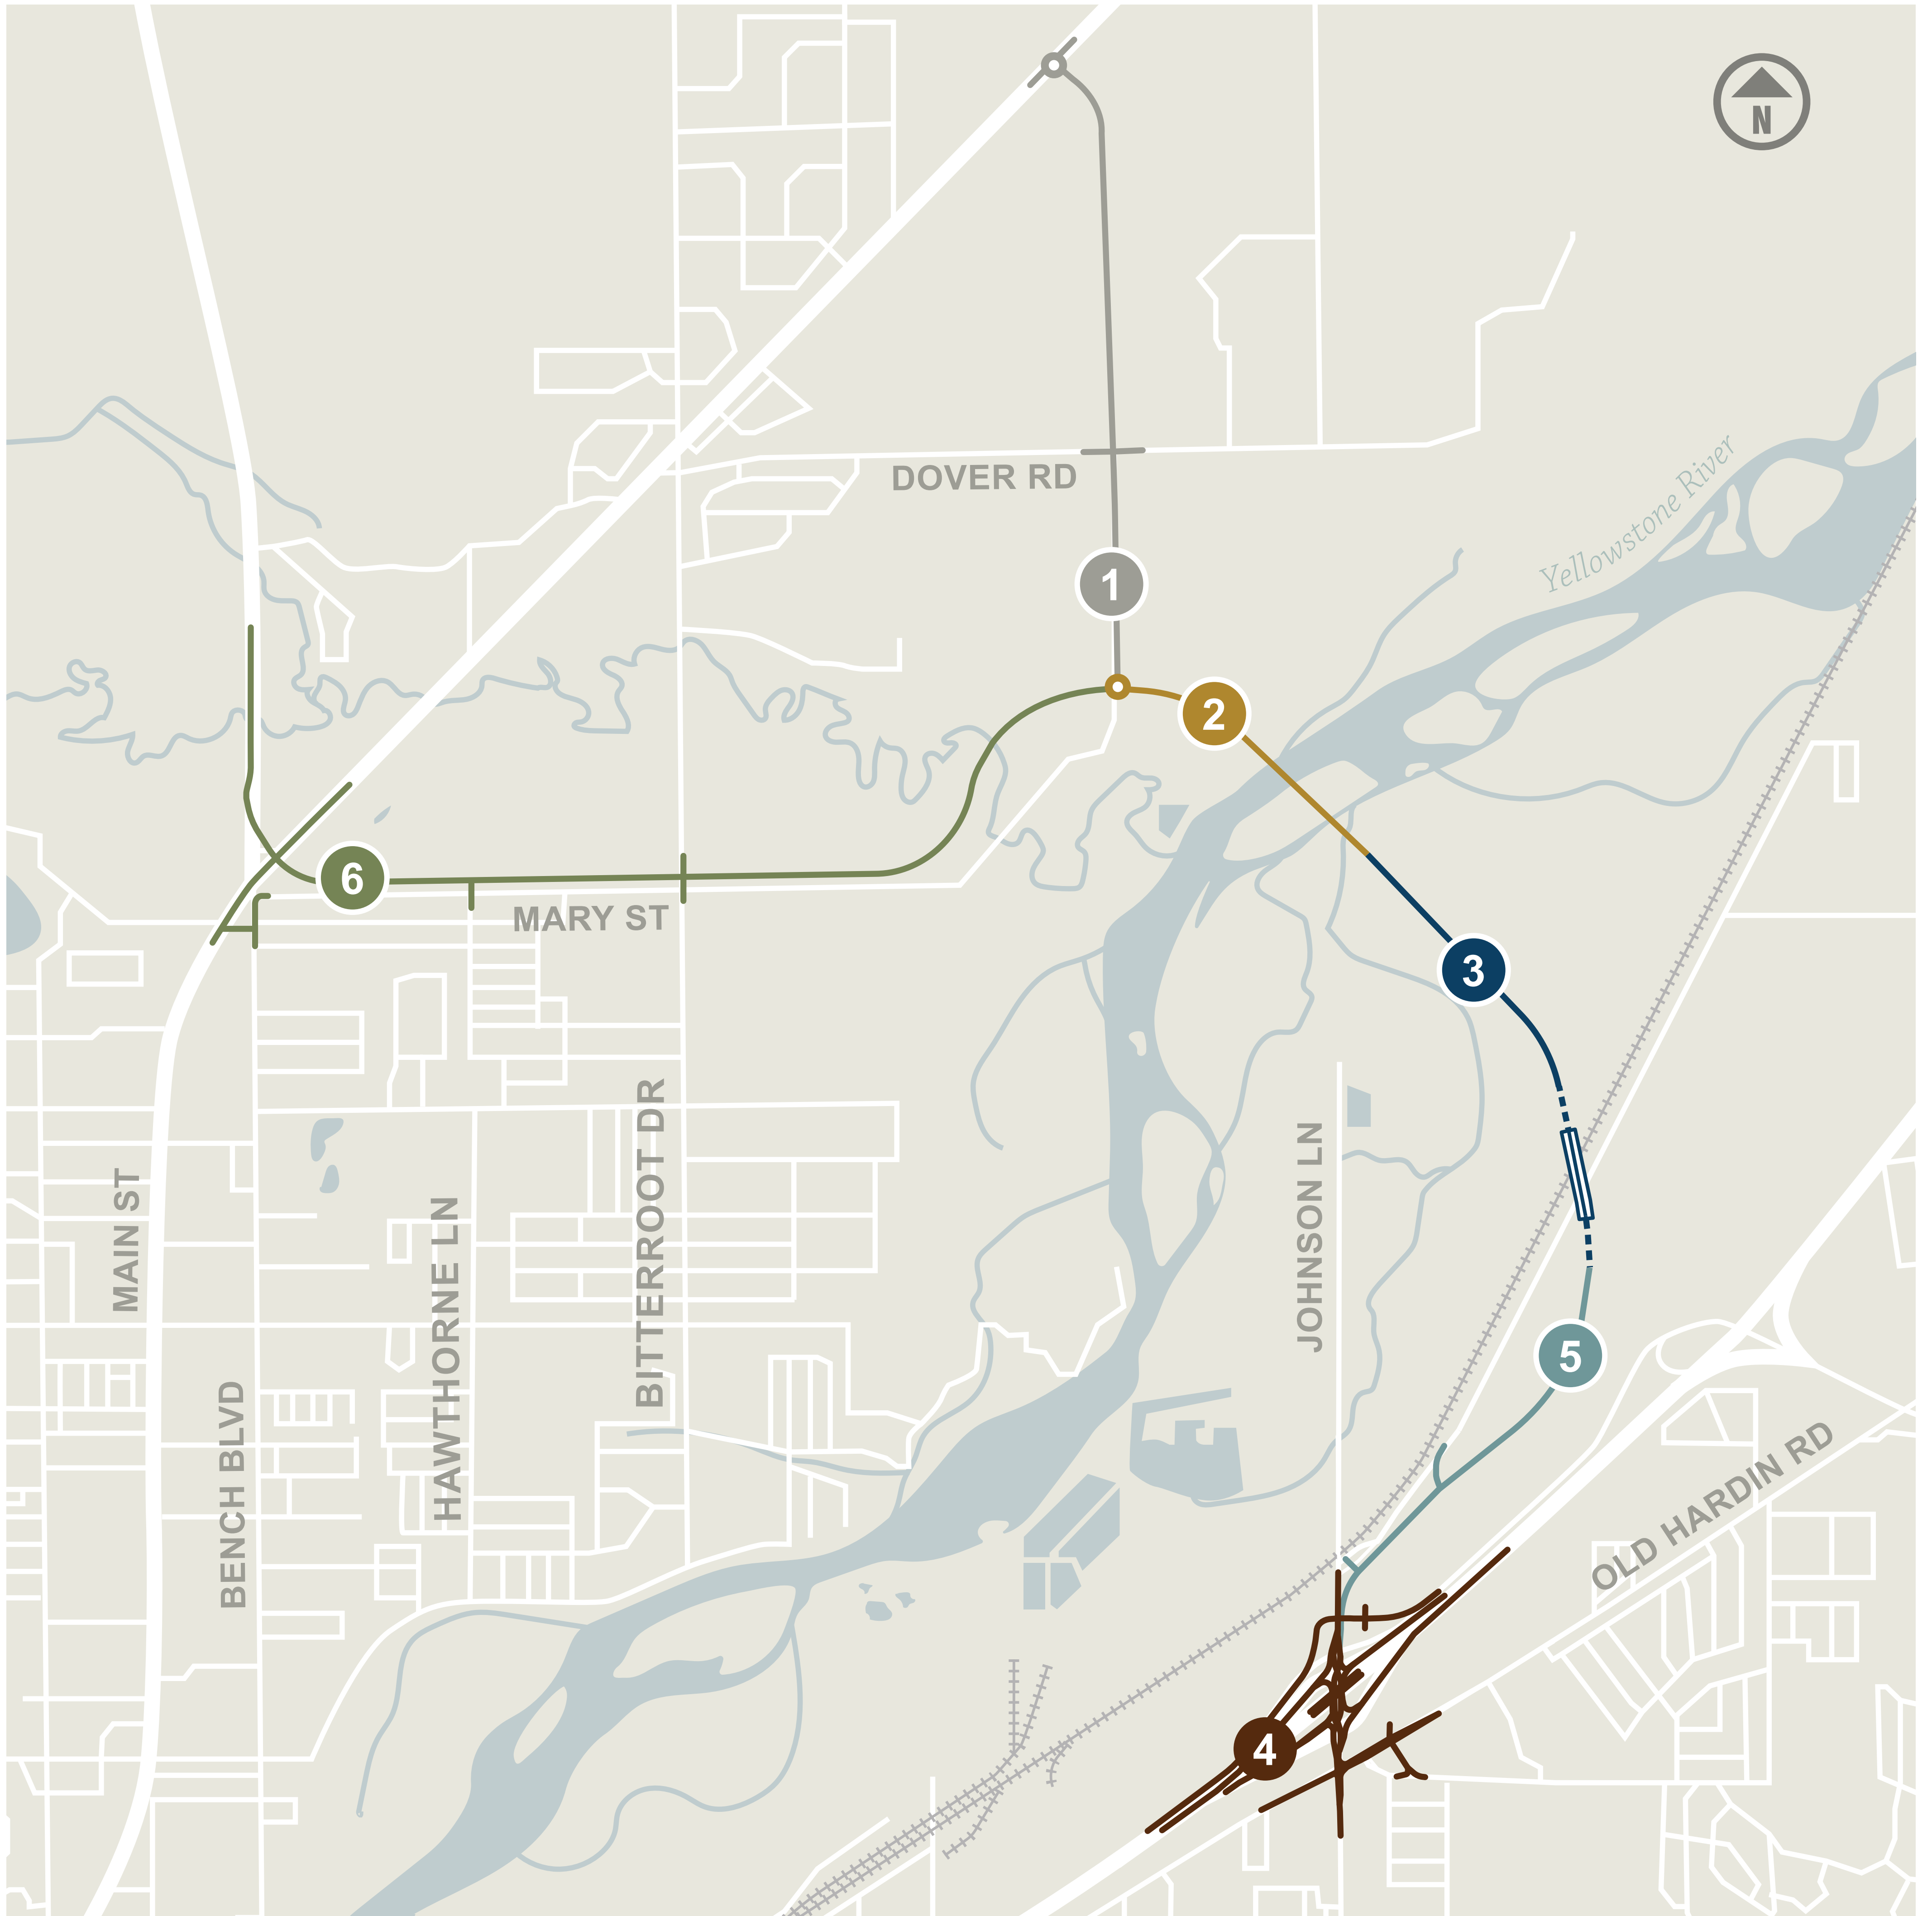 N
DOVER RD
Yellowstone River
1
2
6
MARY ST
3
MAIN ST
HAWTHORNE LN
BITTERROOT DR
JOHNSON LN
5
BENCH BLVD
OLD HARDIN RD
4